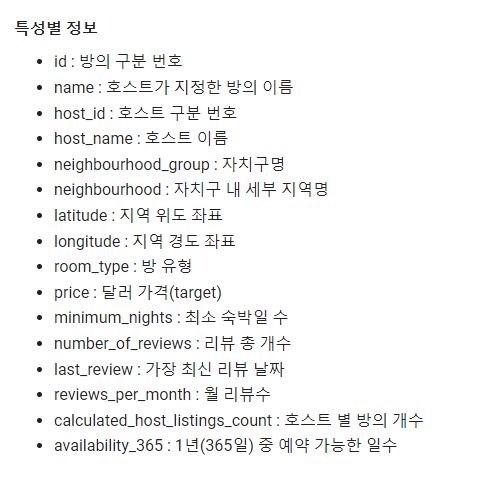 특성별 정보
• id : 방의 구분 번호
• name : 호스트가 지정한 방의 이름
• host_id : 호스트 구분 번호
• host_name : 호스트 이름
• neighbourhood_group : 자치구명
• neighbourhood : 자치구 내 세부 지역명
• latitude : 지역 위도 좌표
• longitude : 지역 경도 좌표
• room_type : 방 유형
• price : 달러 가격(target)
• minimum_nights : 최소 숙박일 수
• number_of_reviews : 리뷰 총 개수
• last_review : 가장 최신 리뷰 날짜
• reviews_per_month : 월 리뷰수
• calculated_host_listings_count : 호스트 별 방의 개수
• availability_365 : 1년(365일) 중 예약 가능한 일수